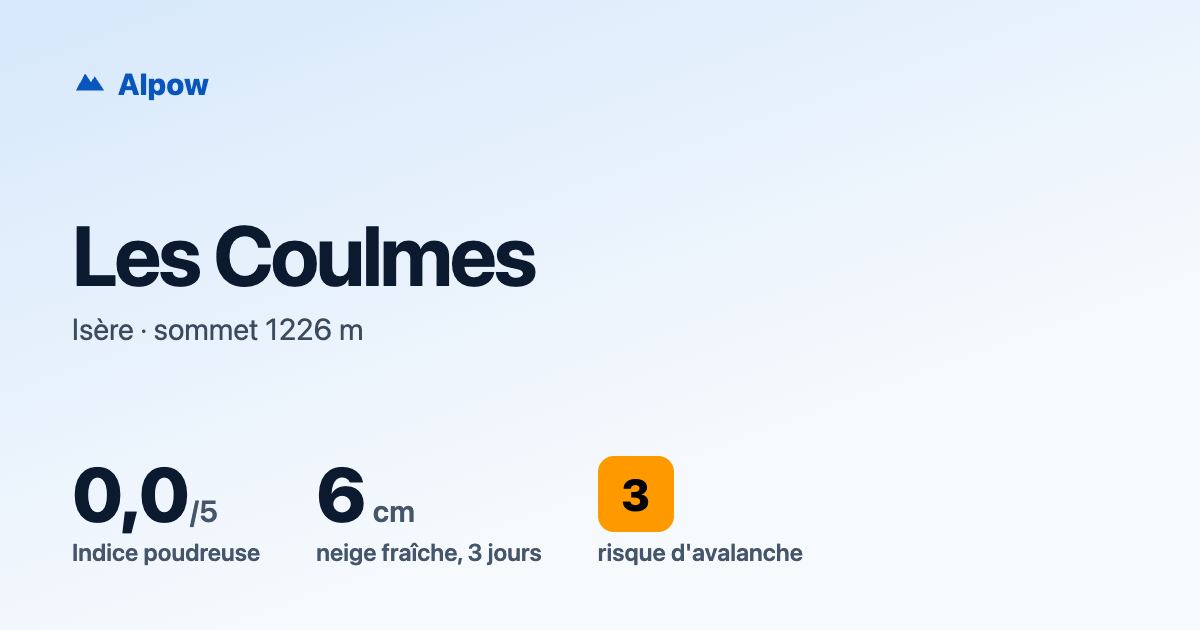 Alpow
Les Coulmes
Isère · sommet 1226 m
0,0/5
Indice poudreuse
6 cm
neige fraîche, 3 jours
3
risque d'avalanche